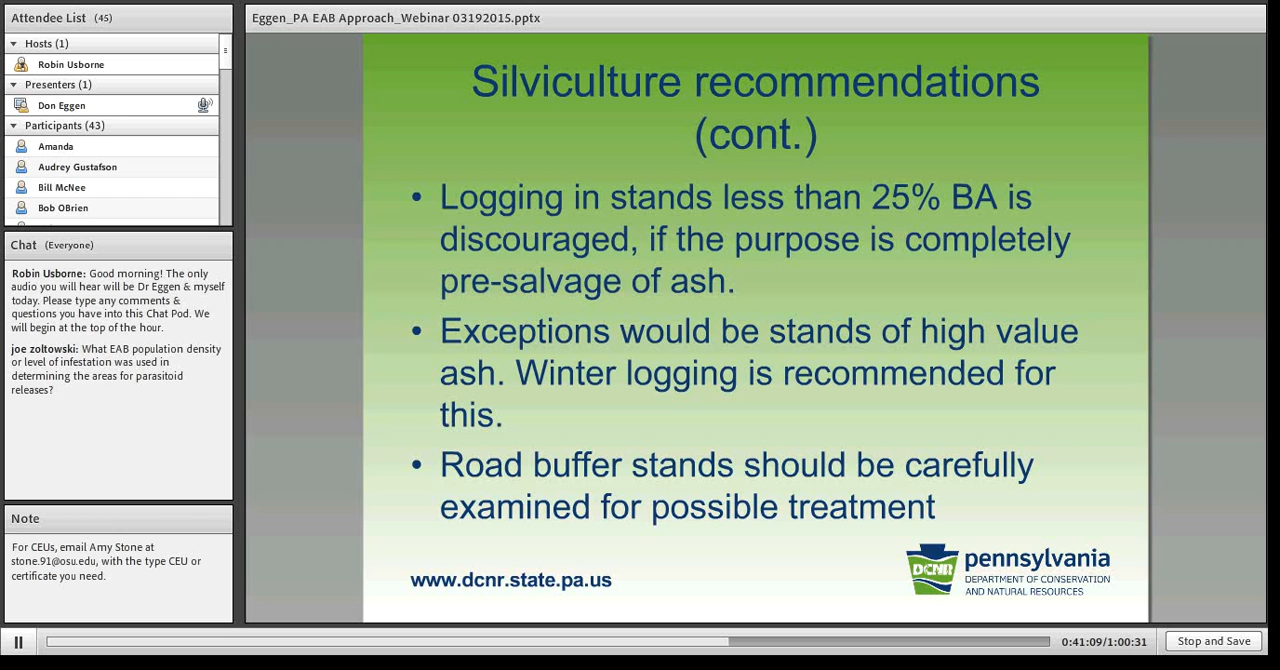 Attendee List (45)
Hosts (1)
Robin Usborne
Presenters (1)
Don Eggen
Participants (43)
Amanda
Audrey Gustafson
Bill McNee
Bob OBrien
Chat (Everyone)
Robin Usborne: Good morning! The only
audio you will hear will be Dr Eggen & myself
today. Please type any comments &
questions you have into this Chat Pod. We
will begin at the top of the hour.
joe zoltowski: What EAB population density
or level of infestation was used in
determining the areas for parasitoid
releases?
Note
For CEUs, email Amy Stone at
stone.91@osu.edu, with the type CEU or
certificate you need.
Eggen_PA EAB Approach_Webinar 03192015.pptx
Silviculture recommendations
(cont.)
• Logging in stands less than 25% BA is
discouraged, if the purpose is completely
pre-salvage of ash.
• Exceptions would be stands of high value
ash. Winter logging is recommended for
this.
• Road buffer stands should be carefully
examined for possible treatment
www.dcnr.state.pa.us
DCNR
pennsylvania
DEPARTMENT OF CONSERVATION
AND NATURAL RESOURCES
0:41:09/1:00:31
Stop and Save